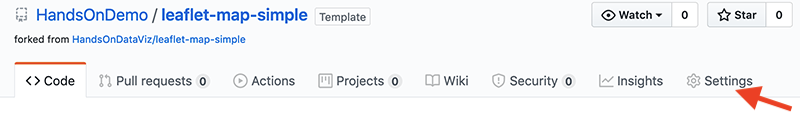 HandsOnDemo / leaflet-map-simple Template Watch 0 Star 0
forked from HandsOnDataViz/leaflet-map-simple
Code Pull requests 0 Actions Projects 0 Wiki Security 0 Insights Settings